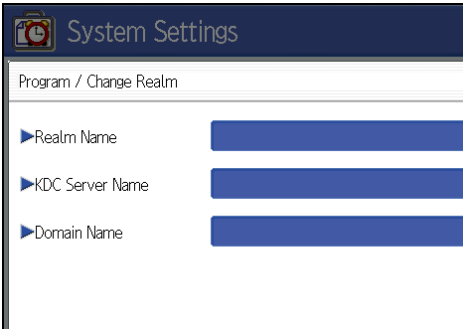 System Settings
Program / Change Realm
►Realm Name
►KDC Server Name
►Domain Name